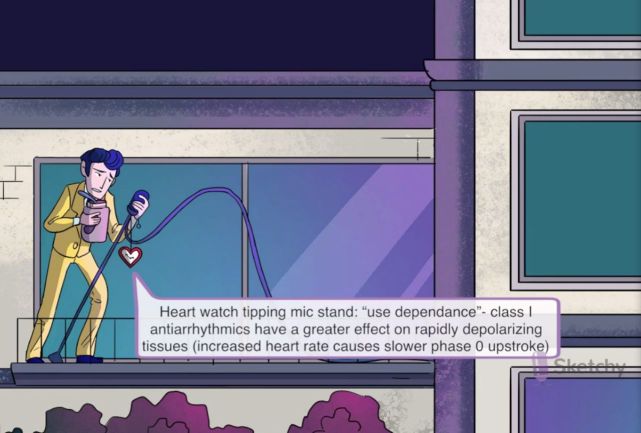 Heart watch tipping mic stand: “use dependance”- class I
antiarrhythmics have a greater effect on rapidly depolarizing
tissues (increased heart rate causes slower phase 0 upstroke)
Sketchy